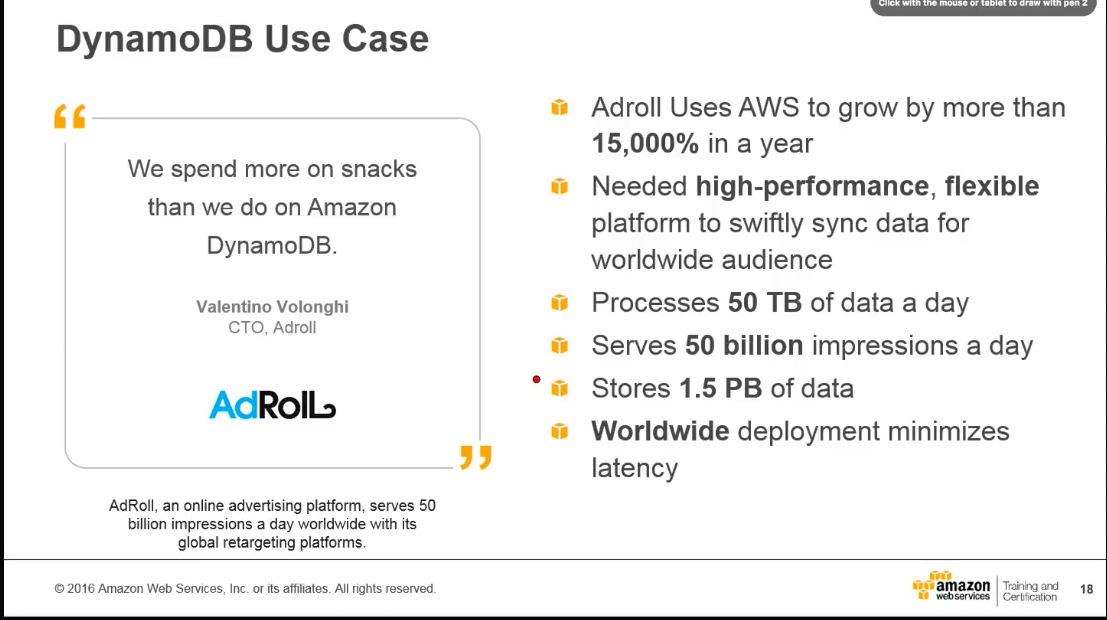 Click with the mouse or tablet to draw with pen 2
DynamoDB Use Case
“
We spend more on snacks
than we do on Amazon
DynamoDB.
Valentino Volonghi
CTO, Adroll
AdRoll
”
AdRoll, an online advertising platform, serves 50
billion impressions a day worldwide with its
global retargeting platforms.
Adroll Uses AWS to grow by more than
15,000% in a year
Needed high-performance, flexible
platform to swiftly sync data for
worldwide audience
Processes 50 TB of data a day
Serves 50 billion impressions a day
Stores 1.5 PB of data
Worldwide deployment minimizes
latency
© 2016 Amazon Web Services, Inc. or its affiliates. All rights reserved.
amazon
webservices
Training and
Certification
18